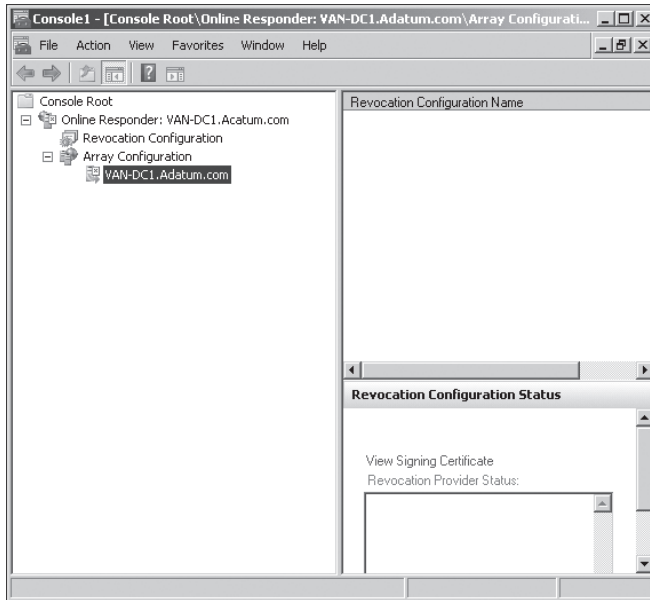 Console1 - [Console Root\Online Responder: VAN-DC1.Adatum.com\Array Configurati...
File Action View Favorites Window Help
Console Root
Online Responder: VAN-DC1.Acatum.com
Revocation Configuration
Array Configuration
VAN-DC1.Adatum.com
Revocation Configuration Name
Revocation Configuration Status
View Signing Certificate
Revocation Provider Status: